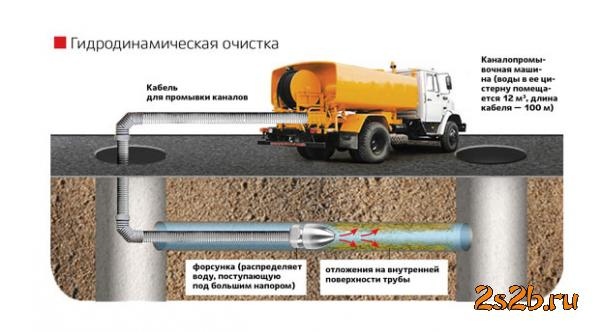 Гидродинамическая очистка
Кабель
для промывки каналов
Каналопромы-
вочная маши-
на (воды в ее ци-
стерну помеща-
ется 12 м³, длина
кабеля — 100 м)
форсунка (распределяет
воду, поступающую
под большим напором)
отложения на внутренней
поверхности трубы
2s2b.ru